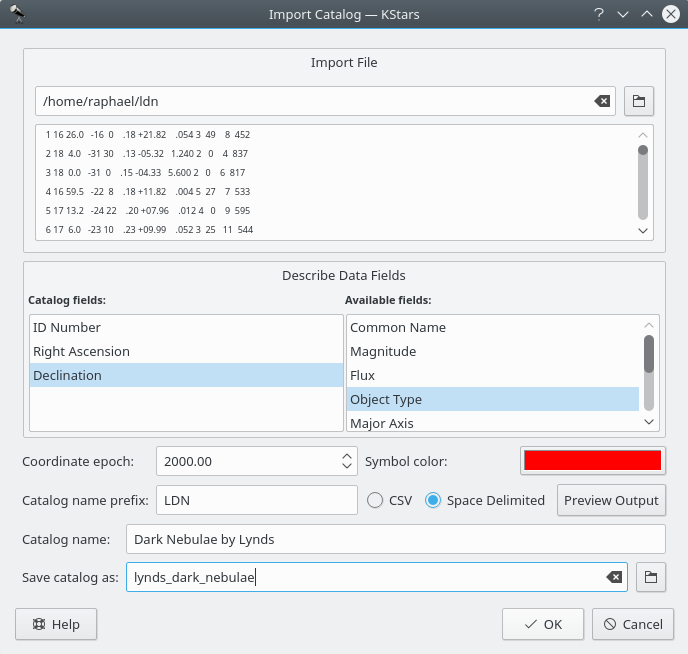 Import Catalog — KStars
Import File
/home/raphael/ldn
1 16 26.0 -16 0 .18 +21.82 .054 3 49 8 452
2 18 4.0 -31 30 .13 -05.32 1.240 2 0 4 837
3 18 0.0 -31 0 .15 -04.33 5.600 2 0 6 817
4 16 59.5 -22 8 .18 +11.82 .004 5 27 7 533
5 17 13.2 -24 22 .20 +07.96 .012 4 0 9 595
6 17 6.0 -23 10 .23 +09.99 .052 3 25 11 544
Describe Data Fields
Catalog fields: Available fields:
ID Number Common Name
Right Ascension Magnitude
Declination Flux
Object Type
Major Axis
Coordinate epoch: 2000.00 Symbol color:
Catalog name prefix: LDN CSV Space Delimited Preview Output
Catalog name: Dark Nebulae by Lynds
Save catalog as: lynds_dark_nebulae
Help OK Cancel